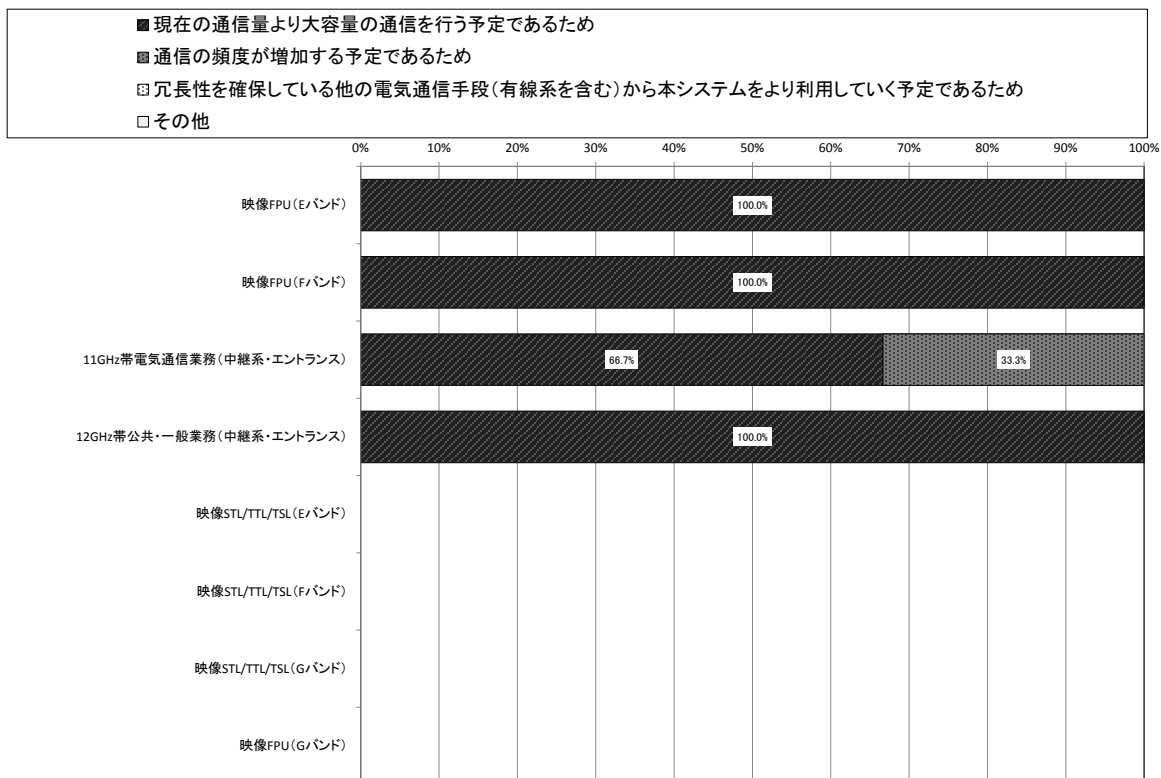 ■現在の通信量より大容量の通信を行う予定であるため
■通信の頻度が増加する予定であるため
□冗長性を確保している他の電気通信手段(有線系を含む)から本システムをより利用していく予定であるため
□その他
0% 10% 20% 30% 40% 50% 60% 70% 80% 90% 100%
映像FPU(Eバンド) 100.0%
映像FPU(Fバンド) 100.0%
11GHz帯電気通信業務(中継系・エントランス) 66.7% 33.3%
12GHz帯公共・一般業務(中継系・エントランス) 100.0%
映像STL/TTL/TSL(Eバンド)
映像STL/TTL/TSL(Fバンド)
映像STL/TTL/TSL(Gバンド)
映像FPU(Gバンド)